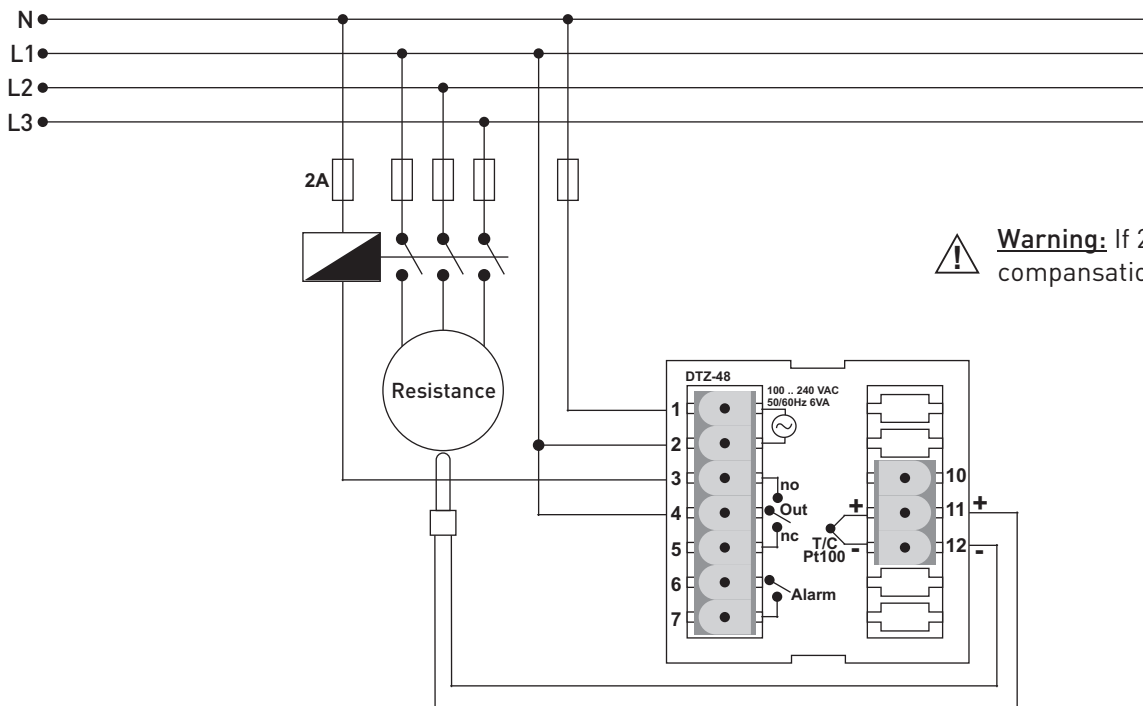 N
L1
L2
L3
2A
Warning: If 2
compansatio
Resistance
DTZ-48
100 .. 240 VAC
50/60Hz 6VA
1
2
3
4
5
6
7
no
Out
nc
Alarm
+
-
T/C
Pt100
10
11
12
+
-